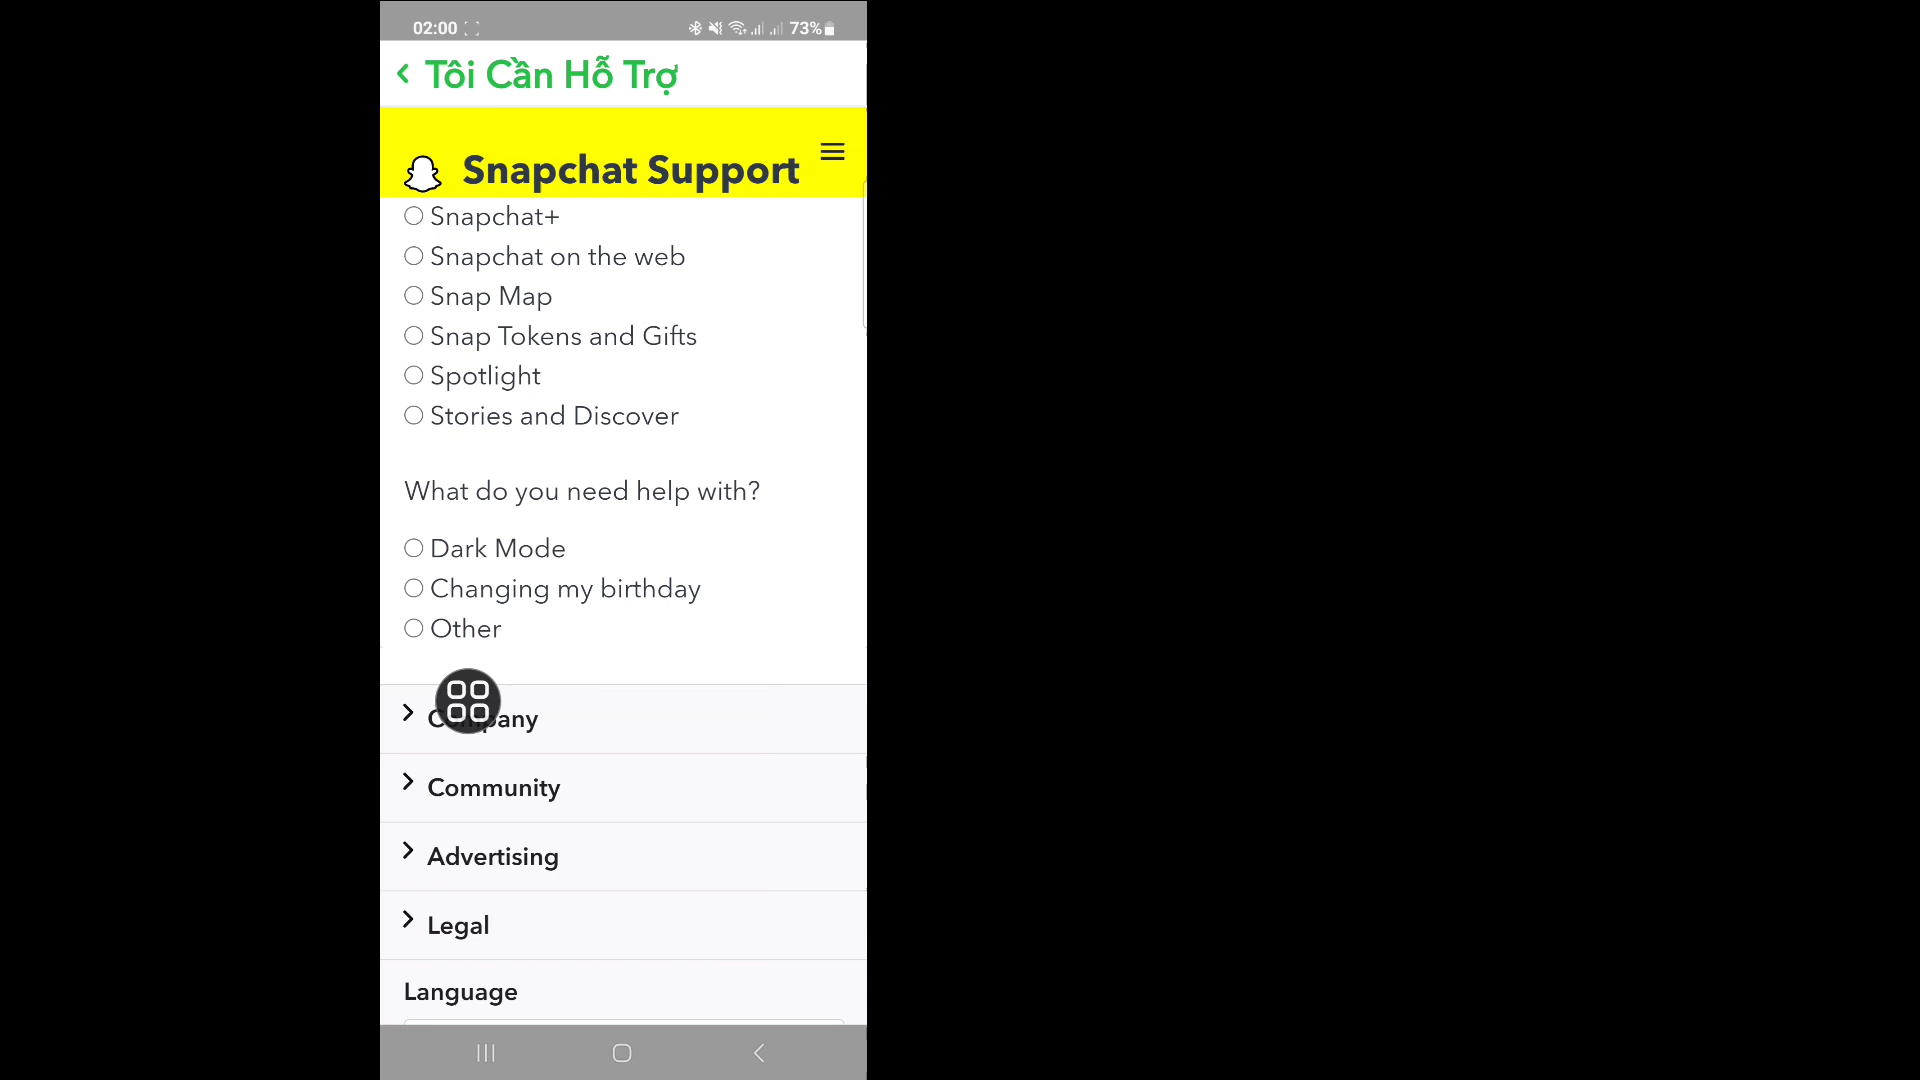 02:00
73%
Tôi Cần Hỗ Trợ
Snapchat Support
Snapchat+
Snapchat on the web
Snap Map
Snap Tokens and Gifts
Spotlight
Stories and Discover
What do you need help with?
Dark Mode
Changing my birthday
Other
Company
Community
Advertising
Legal
Language